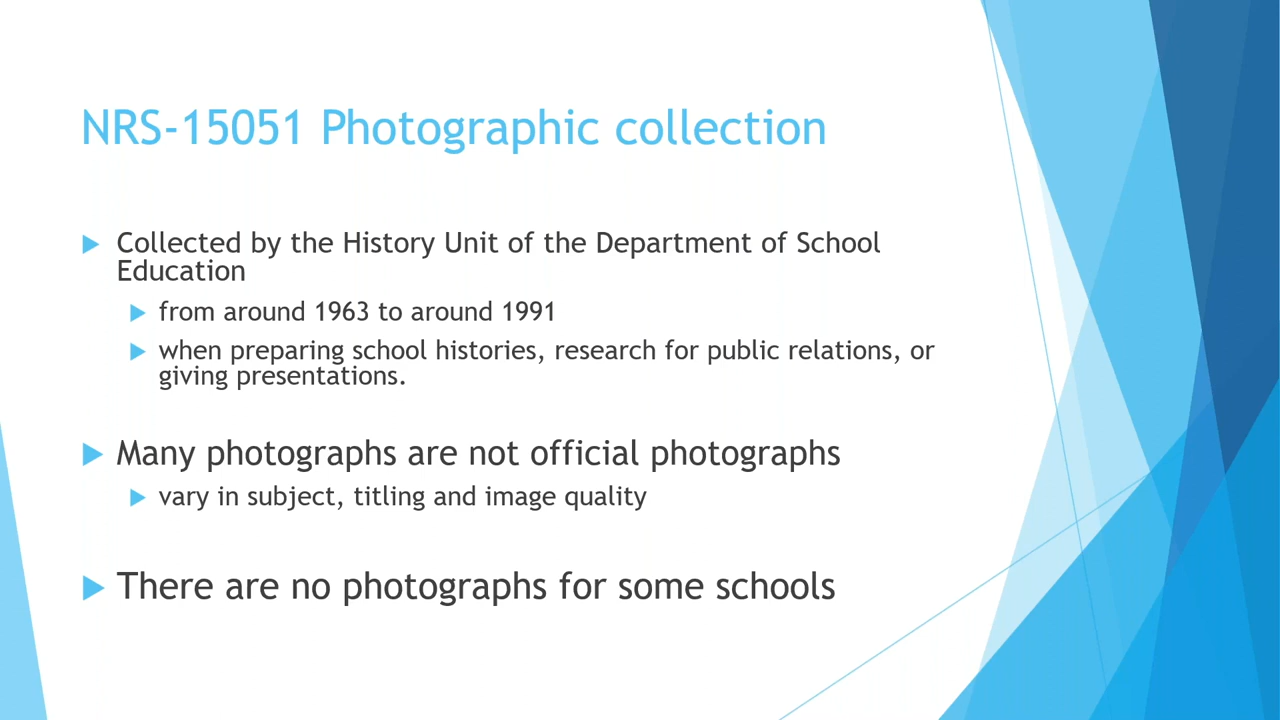 NRS-15051 Photographic collection
Collected by the History Unit of the Department of School
Education
from around 1963 to around 1991
when preparing school histories, research for public relations, or
giving presentations.
Many photographs are not official photographs
vary in subject, titling and image quality
There are no photographs for some schools